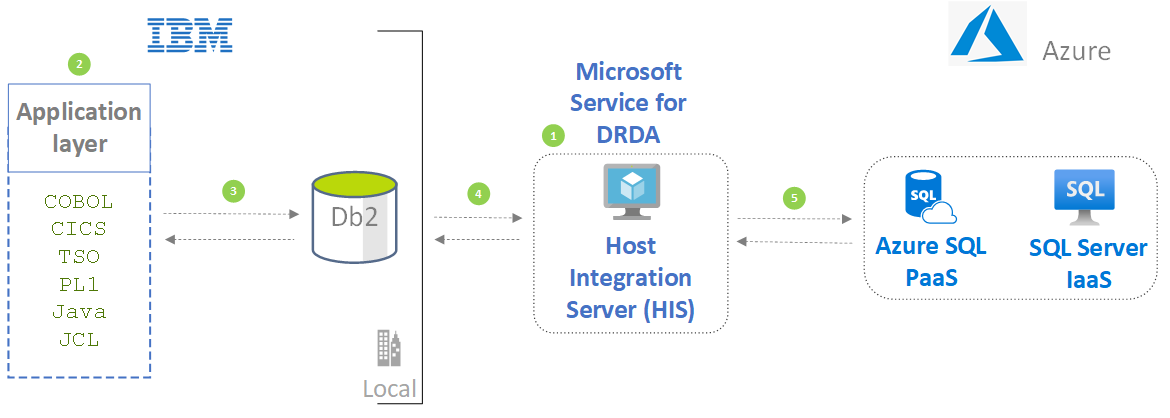 IBM
Azure
2
Application
layer
COBOL
CICS
TSO
PL1
Java
JCL
3
Db2
Local
4
Microsoft
Service for
DRDA
1
Host
Integration
Server (HIS)
5
SQL
Azure SQL
PaaS
SQL
SQL Server
IaaS